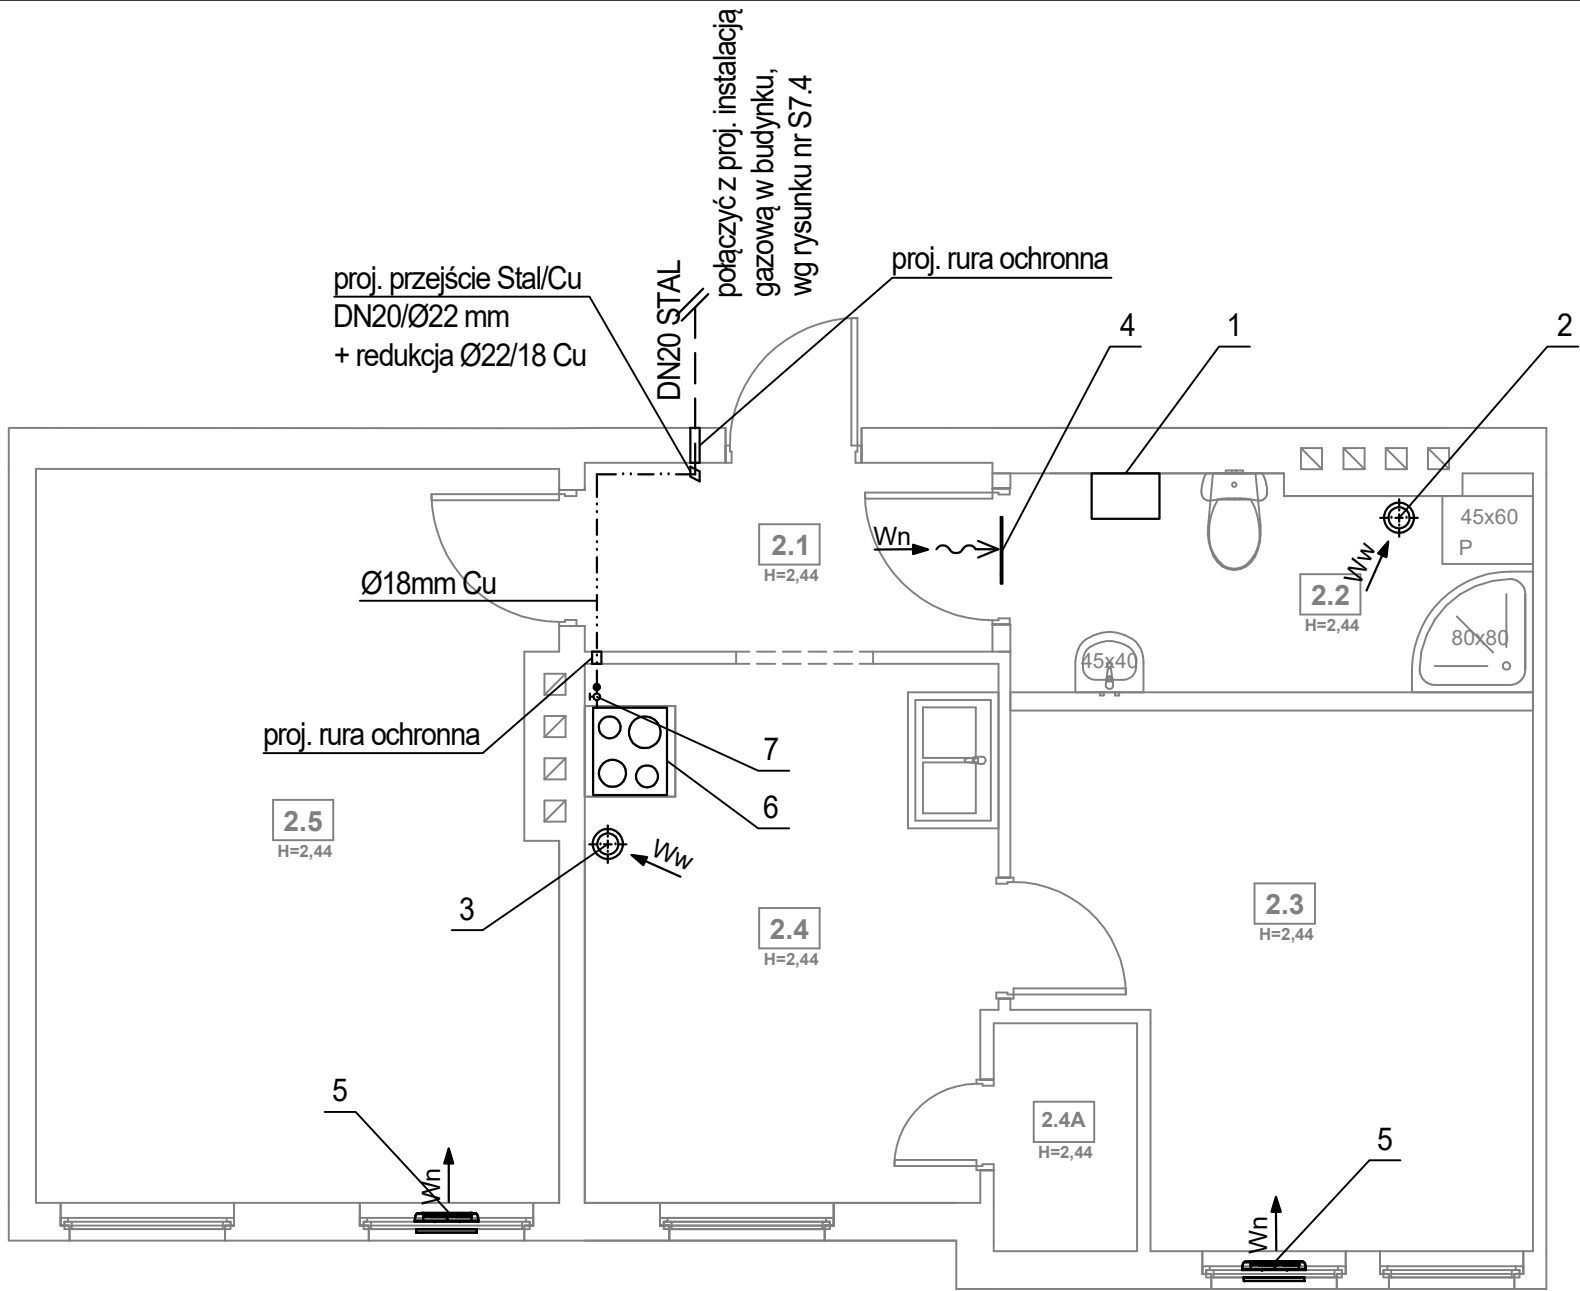 połączyć z proj. instalacją
gazową w budynku,
wg rysunku nr S7.4
DN20 STAL
proj. rura ochronna
proj. przejście Stal/Cu
DN20/Ø22 mm
+ redukcja Ø22/18 Cu
4
1
2
Wn
2.1
H=2,44
45x60
P
Ww
2.2
H=2,44
Ø18mm Cu
80x80
45x40
proj. rura ochronna
7
6
2.5
H=2,44
Ww
3
2.4
H=2,44
2.3
H=2,44
5
2.4A
H=2,44
5
Wn
Wn